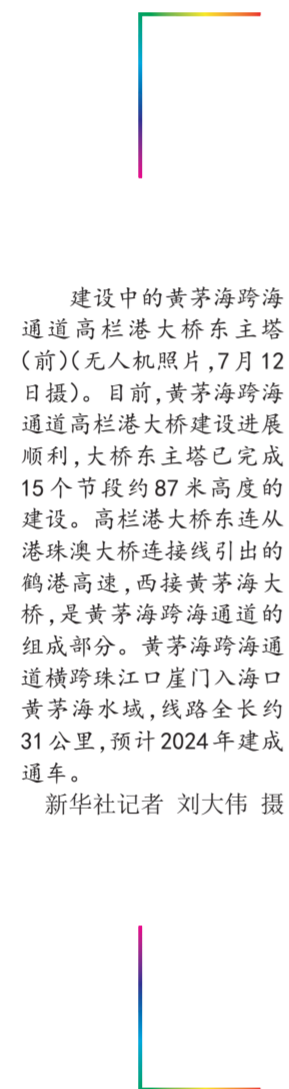 建设中的黄茅海跨海
通道高栏港大桥东主塔
(前)(无人机照片,7月12
日摄)。目前,黄茅海跨海
通道高栏港大桥建设进展
顺利,大桥东主塔已完成
15个节段约87米高度的
建设。高栏港大桥东连从
港珠澳大桥连接线引出的
鹤港高速,西接黄茅海大
桥,是黄茅海跨海通道的
组成部分。黄茅海跨海通
道横跨珠江口崖门入海口
黄茅海水域,线路全长约
31公里,预计2024年建成
通车。
新华社记者 刘大伟 摄